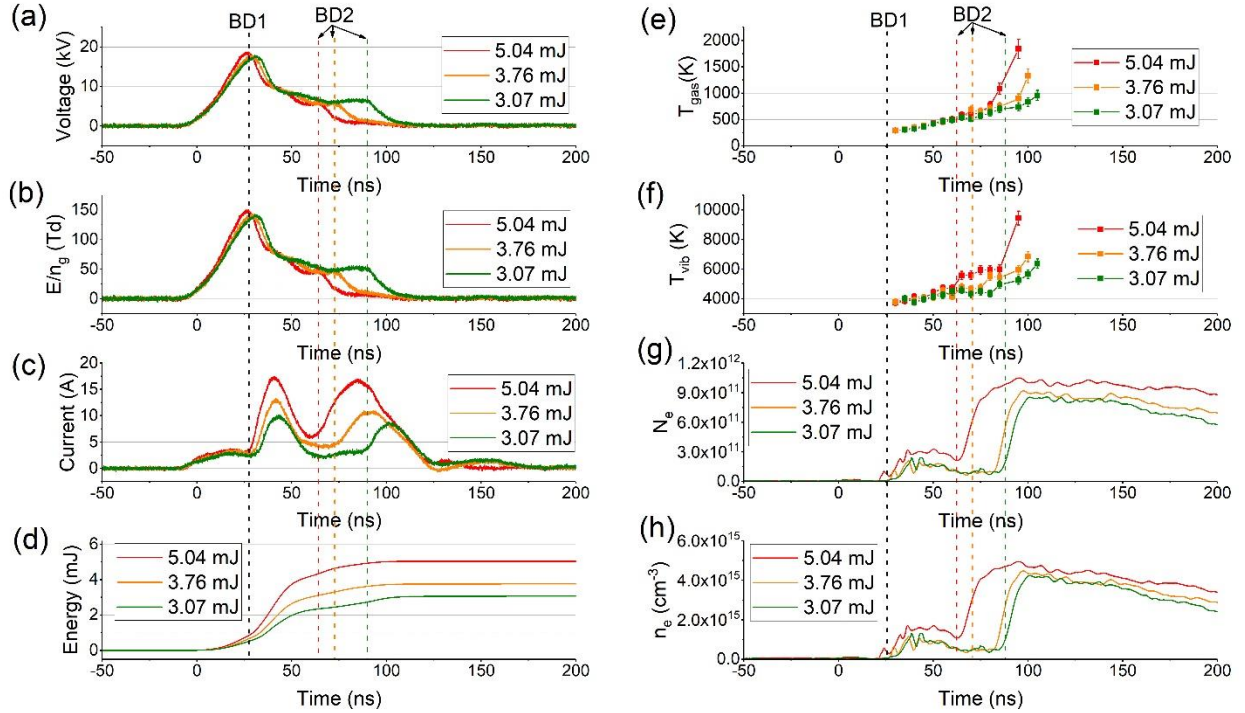 (a)
BD1
BD2
Voltage (kV)
20
10
0
5.04 mJ
3.76 mJ
3.07 mJ
-50 0 50 100 150 200
Time (ns)
(b)
E/n_g (Td)
150
100
50
0
5.04 mJ
3.76 mJ
3.07 mJ
-50 0 50 100 150 200
Time (ns)
(c)
Current (A)
20
15
10
5
0
5.04 mJ
3.76 mJ
3.07 mJ
-50 0 50 100 150 200
Time (ns)
(d)
Energy (mJ)
6
4
2
0
5.04 mJ
3.76 mJ
3.07 mJ
-50 0 50 100 150 200
Time (ns)
(e)
BD1
BD2
T_gas(K)
2000
1500
1000
500
0
5.04 mJ
3.76 mJ
3.07 mJ
-50 0 50 100 150 200
Time (ns)
(f)
T_vib(K)
10000
8000
6000
4000
5.04 mJ
3.76 mJ
3.07 mJ
-50 0 50 100 150 200
Time (ns)
(g)
N_e
1.2x10^12
9.0x10^11
6.0x10^11
3.0x10^11
0.0
5.04 mJ
3.76 mJ
3.07 mJ
-50 0 50 100 150 200
Time (ns)
(h)
n_e (cm^-3)
6.0x10^15
4.0x10^15
2.0x10^15
0.0
5.04 mJ
3.76 mJ
3.07 mJ
-50 0 50 100 150 200
Time (ns)